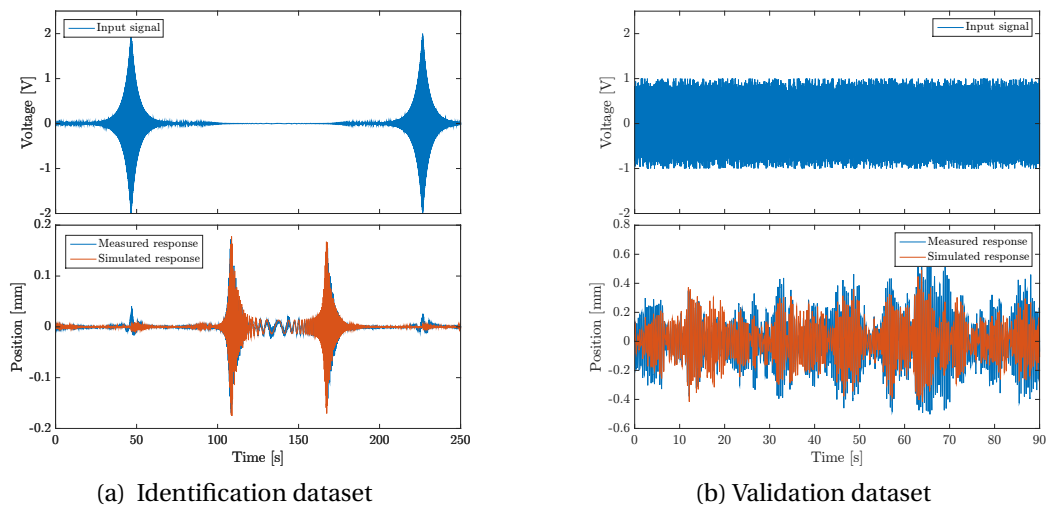 Input signal
2
1
0
-1
-2
Voltage [V]
Measured response
Simulated response
0.2
0.1
0
-0.1
-0.2
Position [mm]
0 50 100 150 200 250
Time [s]
(a) Identification dataset
Input signal
2
1
0
-1
-2
Voltage [V]
Measured response
Simulated response
0.8
0.6
0.4
0.2
0
-0.2
-0.4
-0.6
Position [mm]
0 10 20 30 40 50 60 70 80 90
Time [s]
(b) Validation dataset